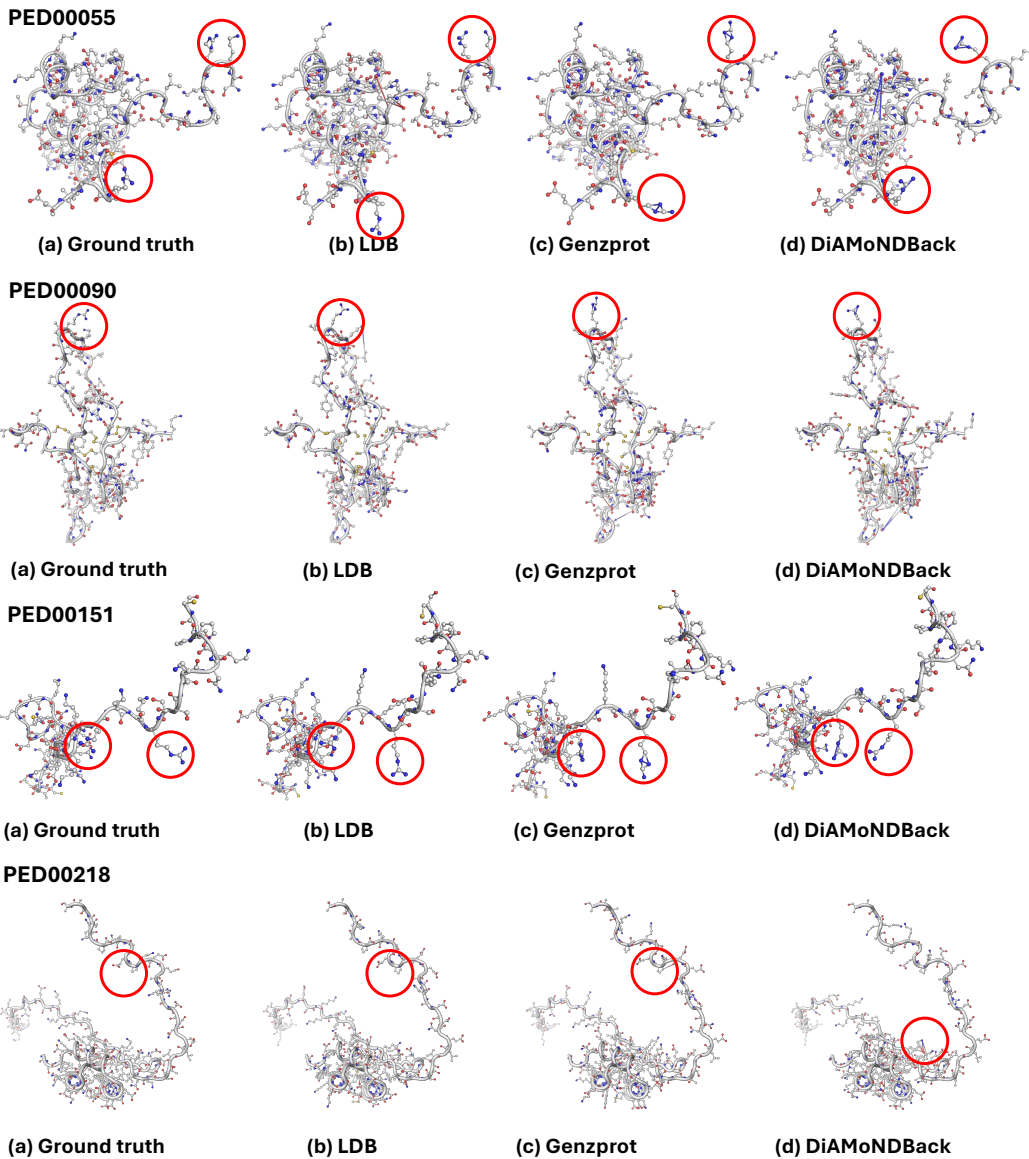 PED00055
(a) Ground truth (b) LDB (c) Genzprot (d) DiAMoNDBack
PED00090
(a) Ground truth (b) LDB (c) Genzprot (d) DiAMoNDBack
PED00151
(a) Ground truth (b) LDB (c) Genzprot (d) DiAMoNDBack
PED00218
(a) Ground truth (b) LDB (c) Genzprot (d) DiAMoNDBack